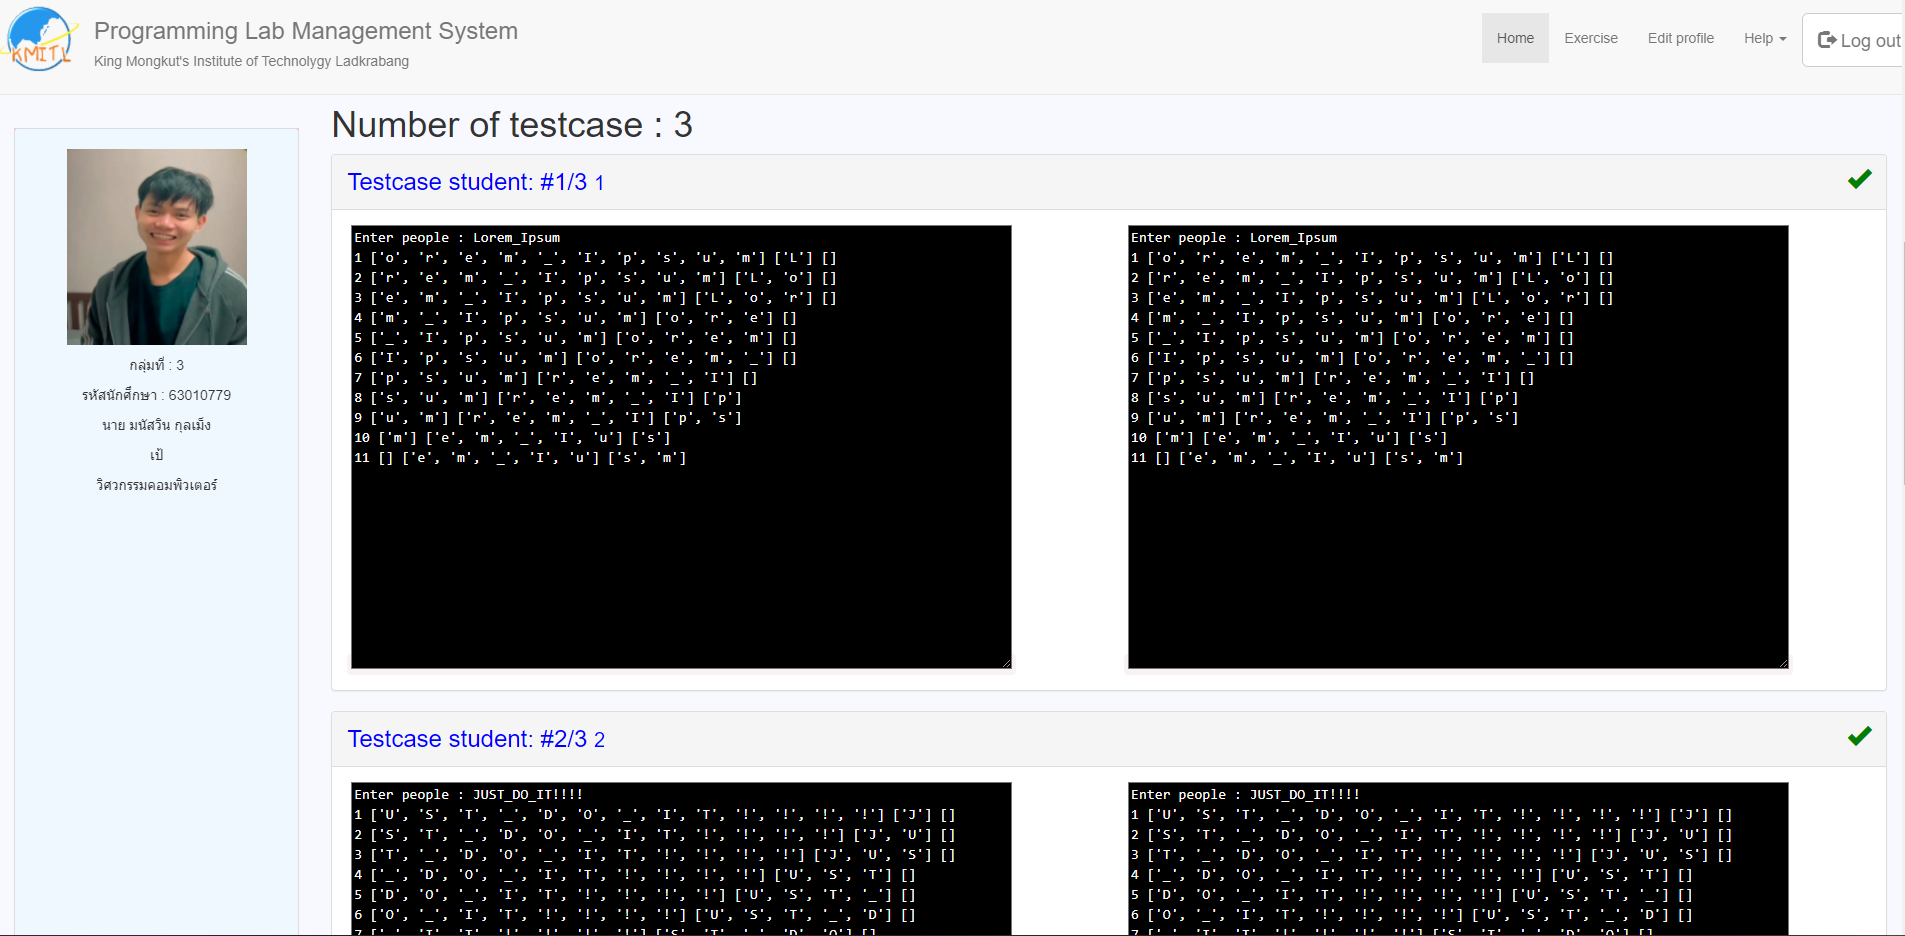 KMITL
Programming Lab Management System
King Mongkut's Institute of Technolygy Ladkrabang
Home
Exercise
Edit profile
Help
Log out
กลุ่มที่ : 3
รหัสนักศึกษา : 63010779
นาย มนัสวิน กุลเม็ง
เป้
วิศวกรรมคอมพิวเตอร์
Number of testcase : 3
Testcase student: #1/3 1
Enter people : Lorem_Ipsum
1 ['o', 'r', 'e', 'm', '_', 'I', 'p', 's', 'u', 'm'] ['L'] []
2 ['r', 'e', 'm', '_', 'I', 'p', 's', 'u', 'm'] ['L', 'o'] []
3 ['e', 'm', '_', 'I', 'p', 's', 'u', 'm'] ['L', 'o', 'r'] []
4 ['m', '_', 'I', 'p', 's', 'u', 'm'] ['o', 'r', 'e'] []
5 ['_', 'I', 'p', 's', 'u', 'm'] ['o', 'r', 'e', 'm'] []
6 ['I', 'p', 's', 'u', 'm'] ['o', 'r', 'e', 'm', '_'] []
7 ['p', 's', 'u', 'm'] ['r', 'e', 'm', '_', 'I'] []
8 ['s', 'u', 'm'] ['r', 'e', 'm', '_', 'I'] ['p']
9 ['u', 'm'] ['r', 'e', 'm', '_', 'I'] ['p', 's']
10 ['m'] ['e', 'm', '_', 'I', 'u'] ['s']
11 [] ['e', 'm', '_', 'I', 'u'] ['s', 'm']
Enter people : Lorem_Ipsum
1 ['o', 'r', 'e', 'm', '_', 'I', 'p', 's', 'u', 'm'] ['L'] []
2 ['r', 'e', 'm', '_', 'I', 'p', 's', 'u', 'm'] ['L', 'o'] []
3 ['e', 'm', '_', 'I', 'p', 's', 'u', 'm'] ['L', 'o', 'r'] []
4 ['m', '_', 'I', 'p', 's', 'u', 'm'] ['o', 'r', 'e'] []
5 ['_', 'I', 'p', 's', 'u', 'm'] ['o', 'r', 'e', 'm'] []
6 ['I', 'p', 's', 'u', 'm'] ['o', 'r', 'e', 'm', '_'] []
7 ['p', 's', 'u', 'm'] ['r', 'e', 'm', '_', 'I'] []
8 ['s', 'u', 'm'] ['r', 'e', 'm', '_', 'I'] ['p']
9 ['u', 'm'] ['r', 'e', 'm', '_', 'I'] ['p', 's']
10 ['m'] ['e', 'm', '_', 'I', 'u'] ['s']
11 [] ['e', 'm', '_', 'I', 'u'] ['s', 'm']
Testcase student: #2/3 2
Enter people : JUST_DO_IT!!!!
1 ['U', 'S', 'T', '_', 'D', 'O', '_', 'I', 'T', '!', '!', '!', '!'] ['J'] []
2 ['S', 'T', '_', 'D', 'O', '_', 'I', 'T', '!', '!', '!', '!'] ['J', 'U'] []
3 ['T', '_', 'D', 'O', '_', 'I', 'T', '!', '!', '!', '!'] ['J', 'U', 'S'] []
4 ['_', 'D', 'O', '_', 'I', 'T', '!', '!', '!', '!'] ['U', 'S', 'T'] []
5 ['D', 'O', '_', 'I', 'T', '!', '!', '!', '!'] ['U', 'S', 'T', '_'] []
6 ['O', '_', 'I', 'T', '!', '!', '!', '!'] ['U', 'S', 'T', '_', 'D'] []
7 ['_', 'I', 'T', '!', '!', '!', '!'] ['S', 'T', '_', 'D', 'O'] []
Enter people : JUST_DO_IT!!!!
1 ['U', 'S', 'T', '_', 'D', 'O', '_', 'I', 'T', '!', '!', '!', '!'] ['J'] []
2 ['S', 'T', '_', 'D', 'O', '_', 'I', 'T', '!', '!', '!', '!'] ['J', 'U'] []
3 ['T', '_', 'D', 'O', '_', 'I', 'T', '!', '!', '!', '!'] ['J', 'U', 'S'] []
4 ['_', 'D', 'O', '_', 'I', 'T', '!', '!', '!', '!'] ['U', 'S', 'T'] []
5 ['D', 'O', '_', 'I', 'T', '!', '!', '!', '!'] ['U', 'S', 'T', '_'] []
6 ['O', '_', 'I', 'T', '!', '!', '!', '!'] ['U', 'S', 'T', '_', 'D'] []
7 ['_', 'I', 'T', '!', '!', '!', '!'] ['S', 'T', '_', 'D', 'O'] []